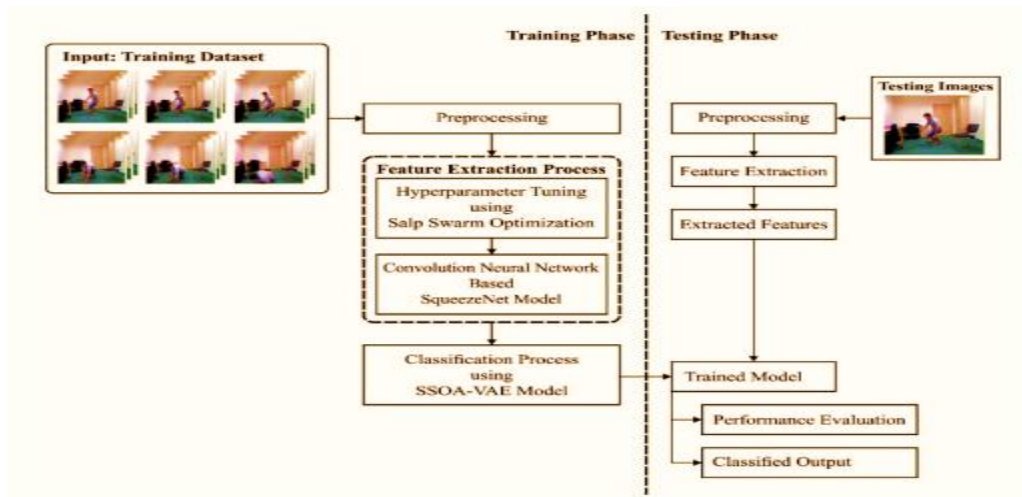 Training Phase
Testing Phase
Input: Training Dataset
Preprocessing
Feature Extraction Process
Hyperparameter Tuning
using
Salp Swarm Optimization
Convolution Neural Network
Based
SqueezeNet Model
Classification Process
using
SSOA-VAE Model
Testing Images
Preprocessing
Feature Extraction
Extracted Features
Trained Model
Performance Evaluation
Classified Output